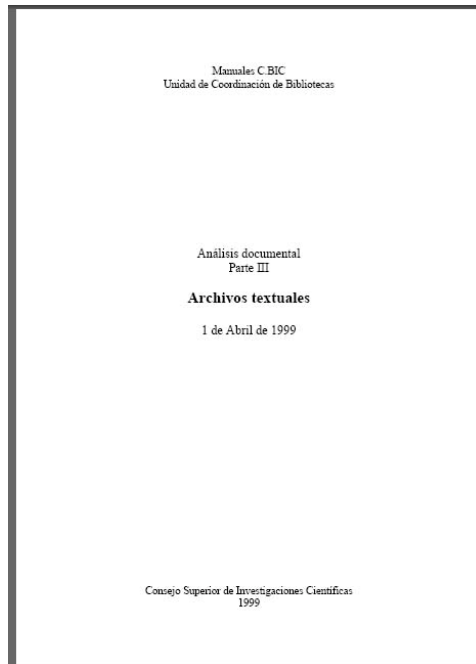 Manuales C.BIC
Unidad de Coordinación de Bibliotecas
Análisis documental
Parte III
Archivos textuales
1 de Abril de 1999
Consejo Superior de Investigaciones Científicas
1999